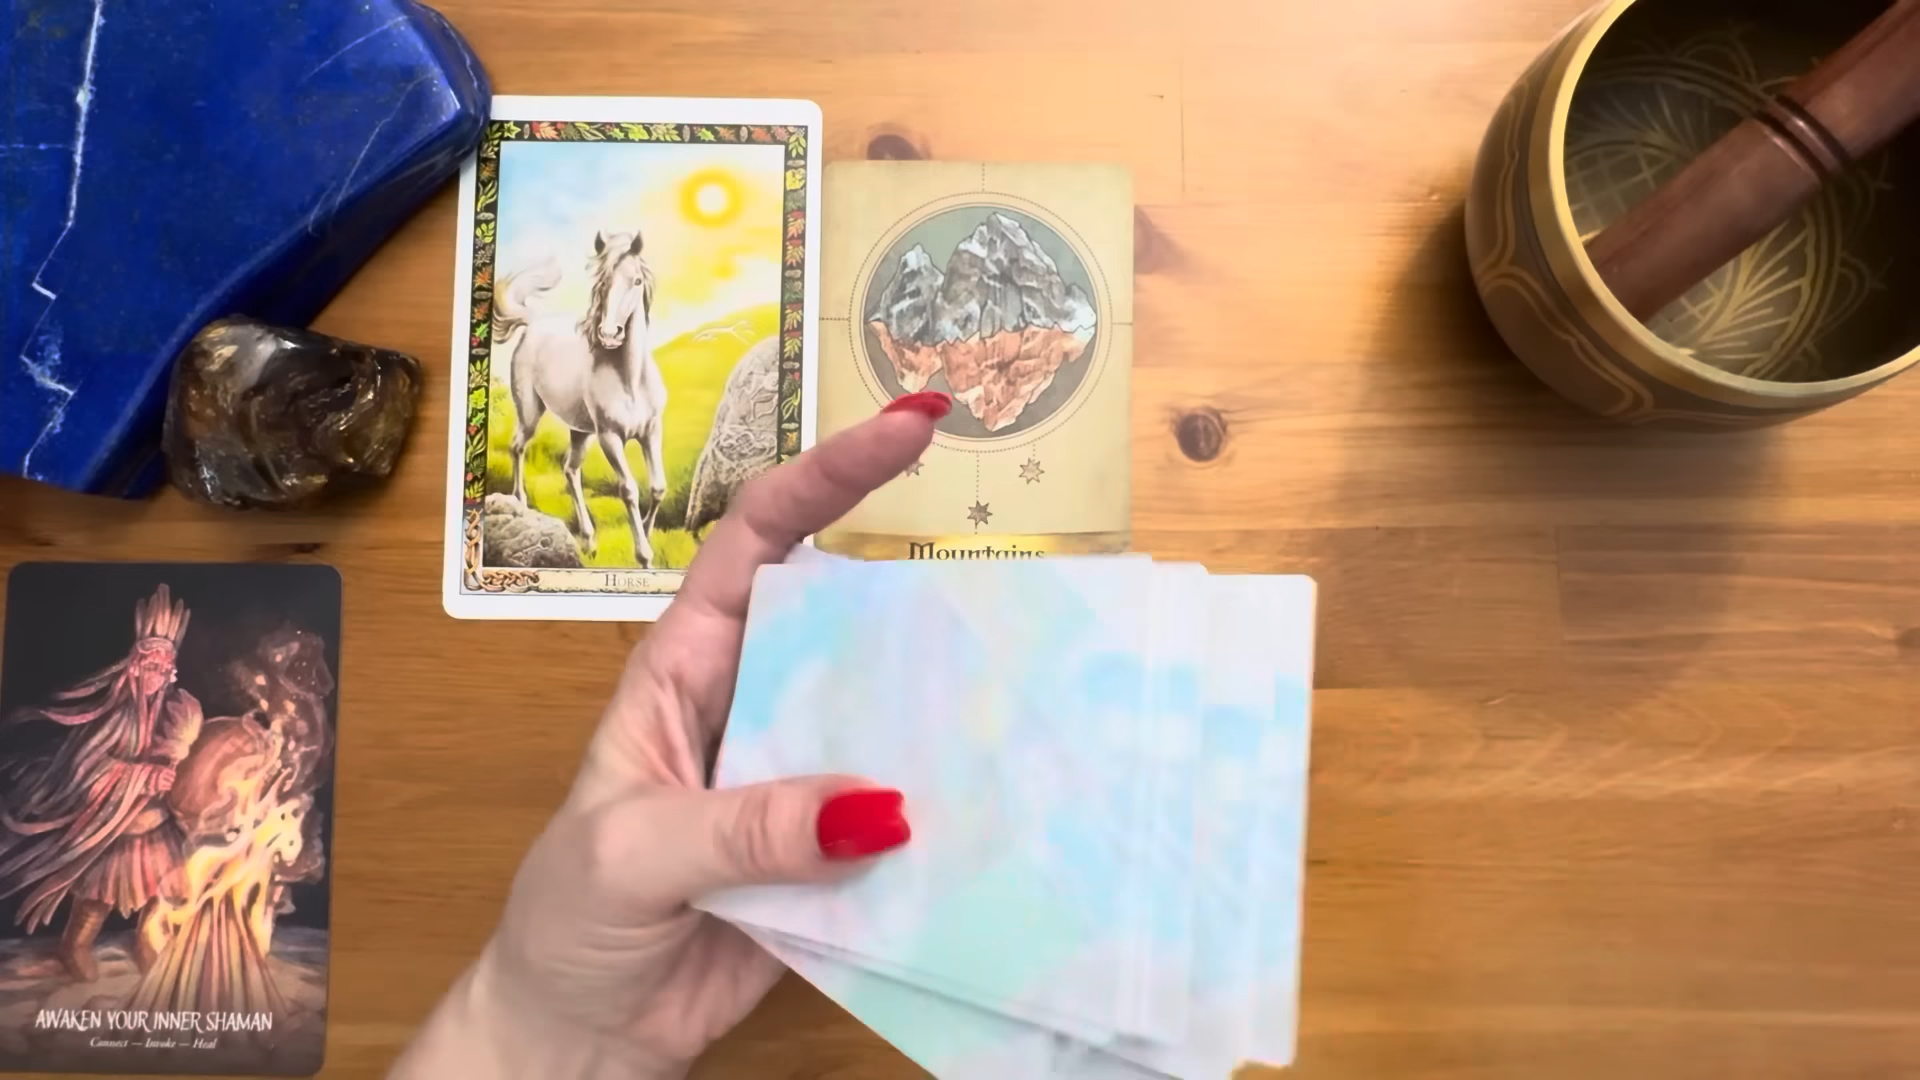 HORSE
Mountains
AWAKEN YOUR INNER SHAMAN
Connect — Invoke — Heal